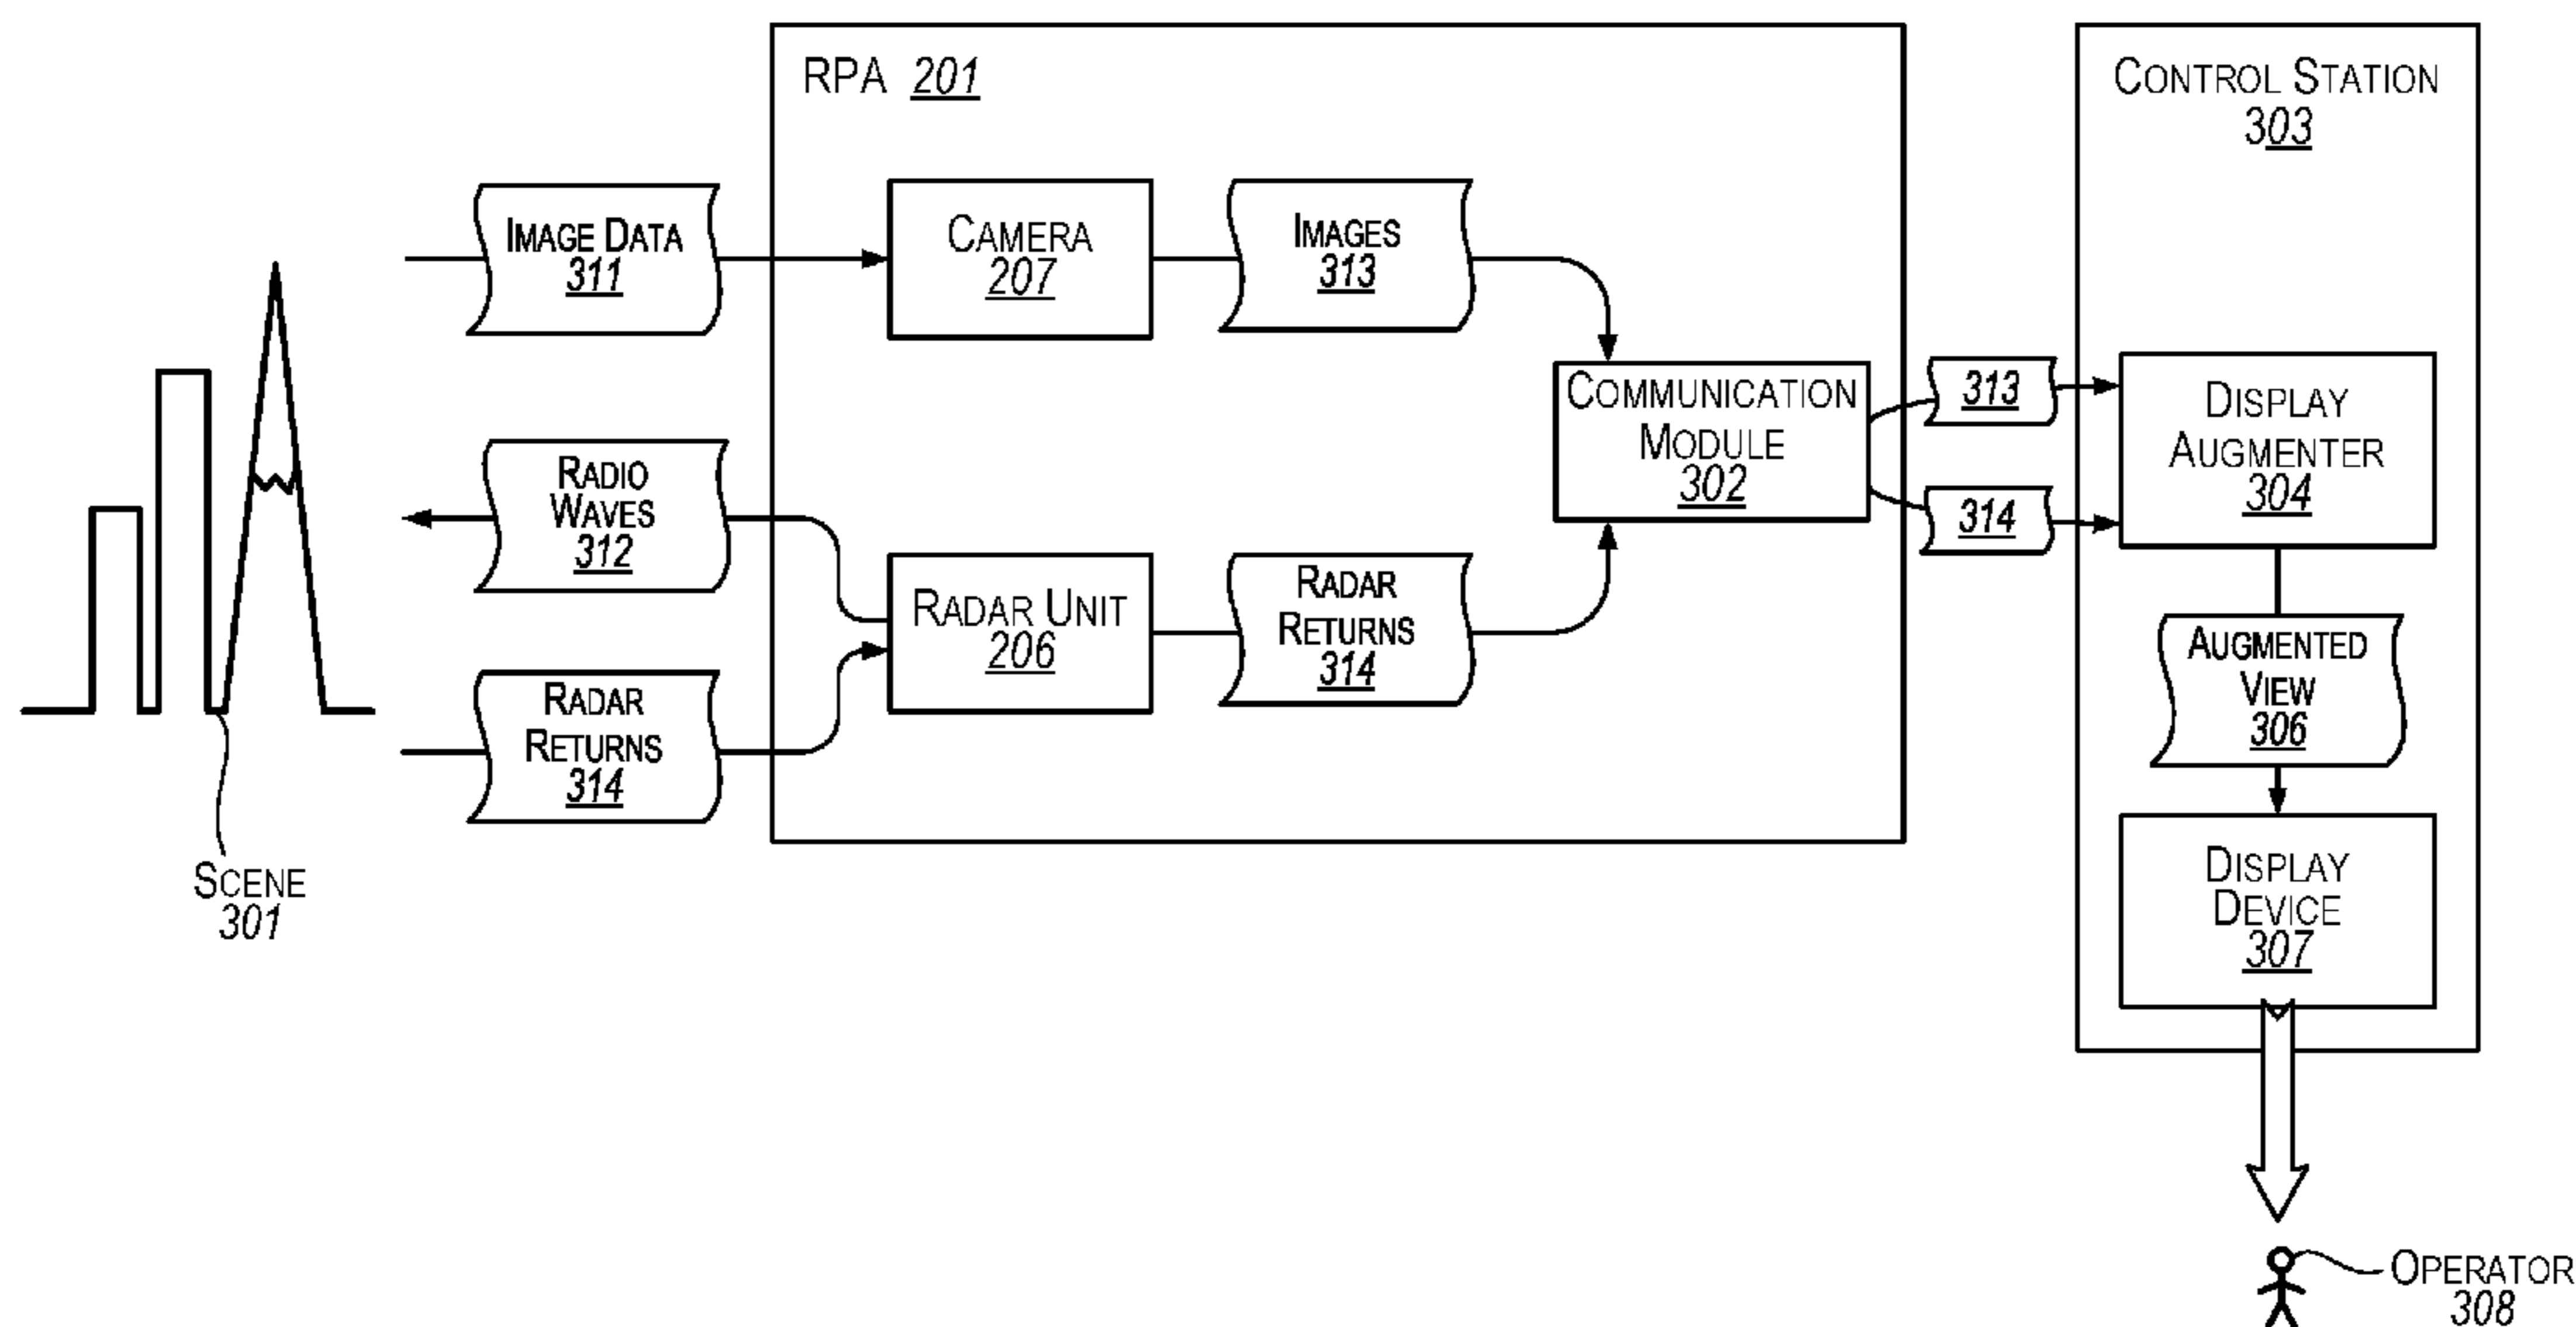 RPA 201
CONTROL STATION
303
IMAGE DATA
311
CAMERA
207
IMAGES
313
COMMUNICATION
MODULE
302
313
314
DISPLAY
AUGMENTER
304
RADIO
WAVES
312
RADAR UNIT
206
RADAR
RETURNS
314
RADAR
RETURNS
314
AUGMENTED
VIEW
306
DISPLAY
DEVICE
307
SCENE
301
OPERATOR
308